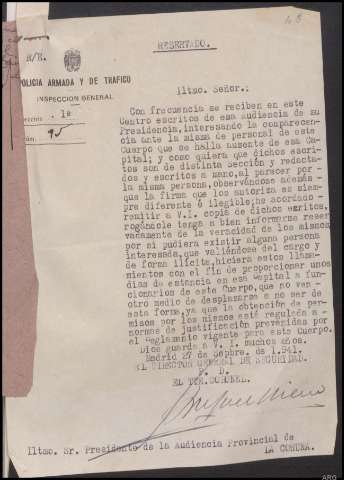 48
RESERVADO.
R/H.
POLICIA ARMADA Y DE TRAFICO
INSPECCION GENERAL
1ª
Núm. 95
Iltmo. Señor.:
Con frecuencia se reciben en este
Centro escritos de esa audiencia de su
Presidencia, interesando la comparecen-
cia ante la misma de personal de este
Cuerpo que se halla ausente de esa Ca-
pital; y como quiera que dichos escri-
tos son de distinta Sección y redacta-
dos y escritos a mano, al parecer por
la misma persona, observándose además
que la firma que los autoriza es siem-
pre diferente é ilegible, he acordado
remitir a V.I. copia de dichos escritos,
rogándole tenga a bien informarse reser
vadamente de la veracidad de los mismos
por si pudiera existir alguna persona
interesada, que valiéndose del cargo y
de forma ilícita, hiciera estos llama-
mientos con el fin de proporcionar unos
días de estancia en esa Capital a fun-
cionarios de este Cuerpo, que no ven
otro medio de desplazarse a no ser de
esta forma, ya que la obtención de per-
misos por los mismos está regulada a
normas de justificación prevenidas por
el Reglamento vigente para este Cuerpo.
Dios guarde a V.I. muchos años.
Madrid 27 de Sepbre. de 1.941.
EL DIRECTOR GENERAL DE SEGURIDAD.
P. D.
EL TTE. CORONEL.
Iltmo. Sr. Presidente de la Audiencia Provincial de
LA CORUÑA.
ARG